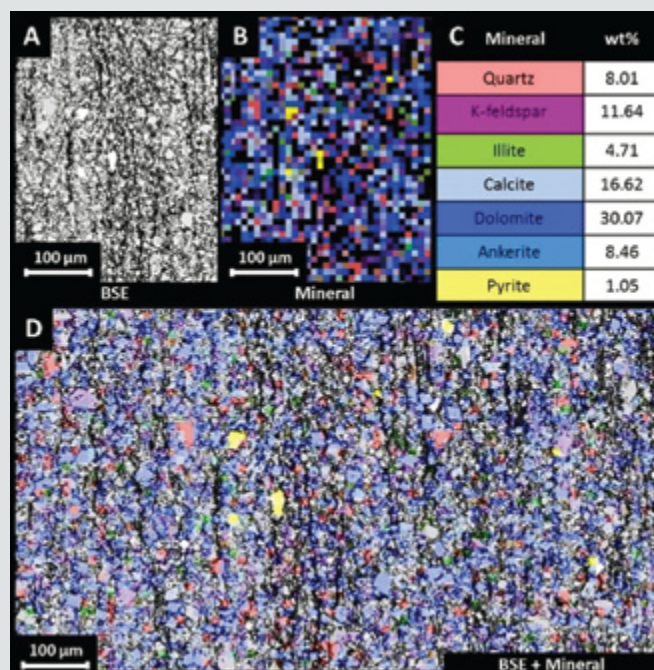 A
B
C Mineral wt%
Quartz 8.01
K-feldspar 11.64
Illite 4.71
Calcite 16.62
Dolomite 30.07
Ankerite 8.46
Pyrite 1.05
100 µm
BSE
100 µm
Mineral
D
100 µm
BSE + Mineral